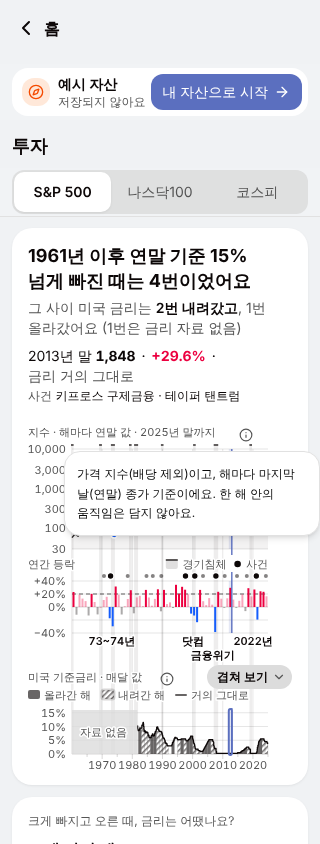 홈
예시 자산
저장되지 않아요
내 자산으로 시작 →
투자
S&P 500 나스닥100 코스피
1961년 이후 연말 기준 15%
넘게 빠진 때는 4번이었어요
그 사이 미국 금리는 2번 내려갔고, 1번
올라갔어요 (1번은 금리 자료 없음)
2013년 말 1,848 · +29.6% ·
금리 거의 그대로
사건 키프로스 구제금융 · 테이퍼 탠트럼
지수 · 해마다 연말 값 · 2025년 말까지
10,000
3,000
1,000
300
100
30
가격 지수(배당 제외)이고, 해마다 마지막
날(연말) 종가 기준이에요. 한 해 안의
움직임은 담지 않아요.
연간 등락 경기침체 사건
+40%
+20%
0%
−40%
73~74년 닷컴 2022년
금융위기
미국 기준금리 · 매달 값 겹쳐 보기
올라간 해 내려간 해 거의 그대로
15%
10%
5%
0%
자료 없음
1970 1980 1990 2000 2010 2020
크게 빠지고 오른 때, 금리는 어땠나요?